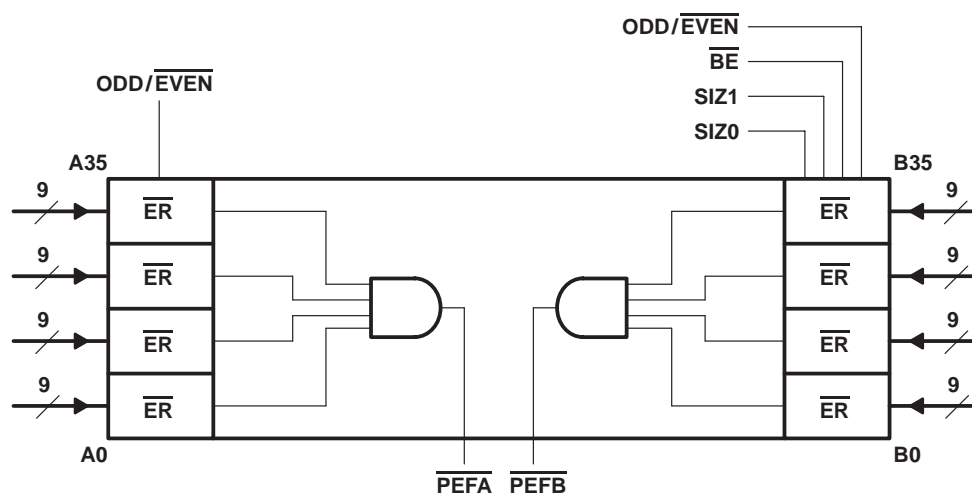 ODD/EVEN
BE
SIZ1
SIZ0
ODD/EVEN
A35
B35
9
ER
ER
9
9
ER
ER
9
9
ER
ER
9
9
ER
ER
9
A0
B0
PEFA
PEFB